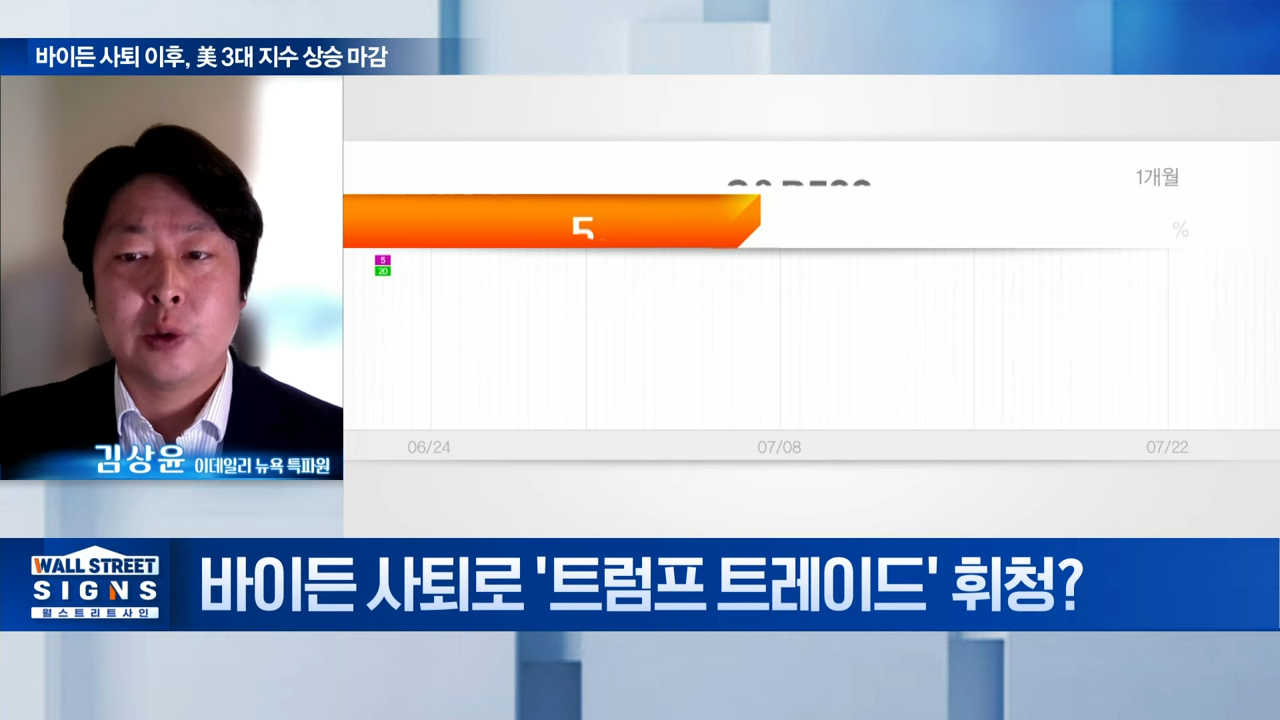 바이든 사퇴 이후, 美 3대 지수 상승 마감
1개월
5
%
5
20
06/24 07/08 07/22
김상윤 이데일리 뉴욕 특파원
WALL STREET
SIGNS
월스트리트사인
바이든 사퇴로 '트럼프 트레이드' 휘청?